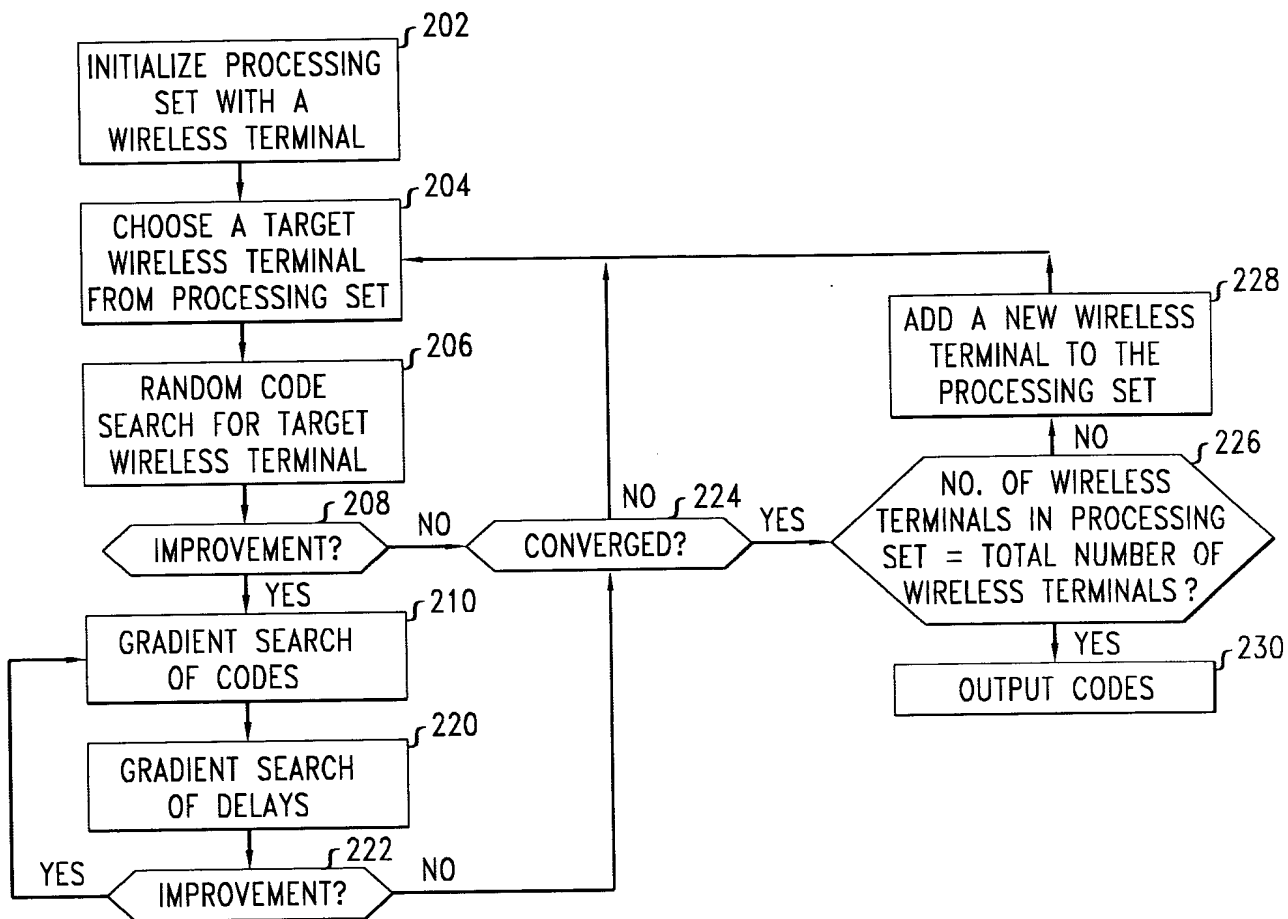 202
INITIALIZE PROCESSING
SET WITH A
WIRELESS TERMINAL
204
CHOOSE A TARGET
WIRELESS TERMINAL
FROM PROCESSING SET
206
RANDOM CODE
SEARCH FOR TARGET
WIRELESS TERMINAL
208
IMPROVEMENT?
NO
YES
210
GRADIENT SEARCH
OF CODES
220
GRADIENT SEARCH
OF DELAYS
222
IMPROVEMENT?
YES
NO
224
CONVERGED?
NO
YES
228
ADD A NEW WIRELESS
TERMINAL TO THE
PROCESSING SET
NO
226
NO. OF WIRELESS
TERMINALS IN PROCESSING
SET = TOTAL NUMBER OF
WIRELESS TERMINALS?
YES
230
OUTPUT CODES